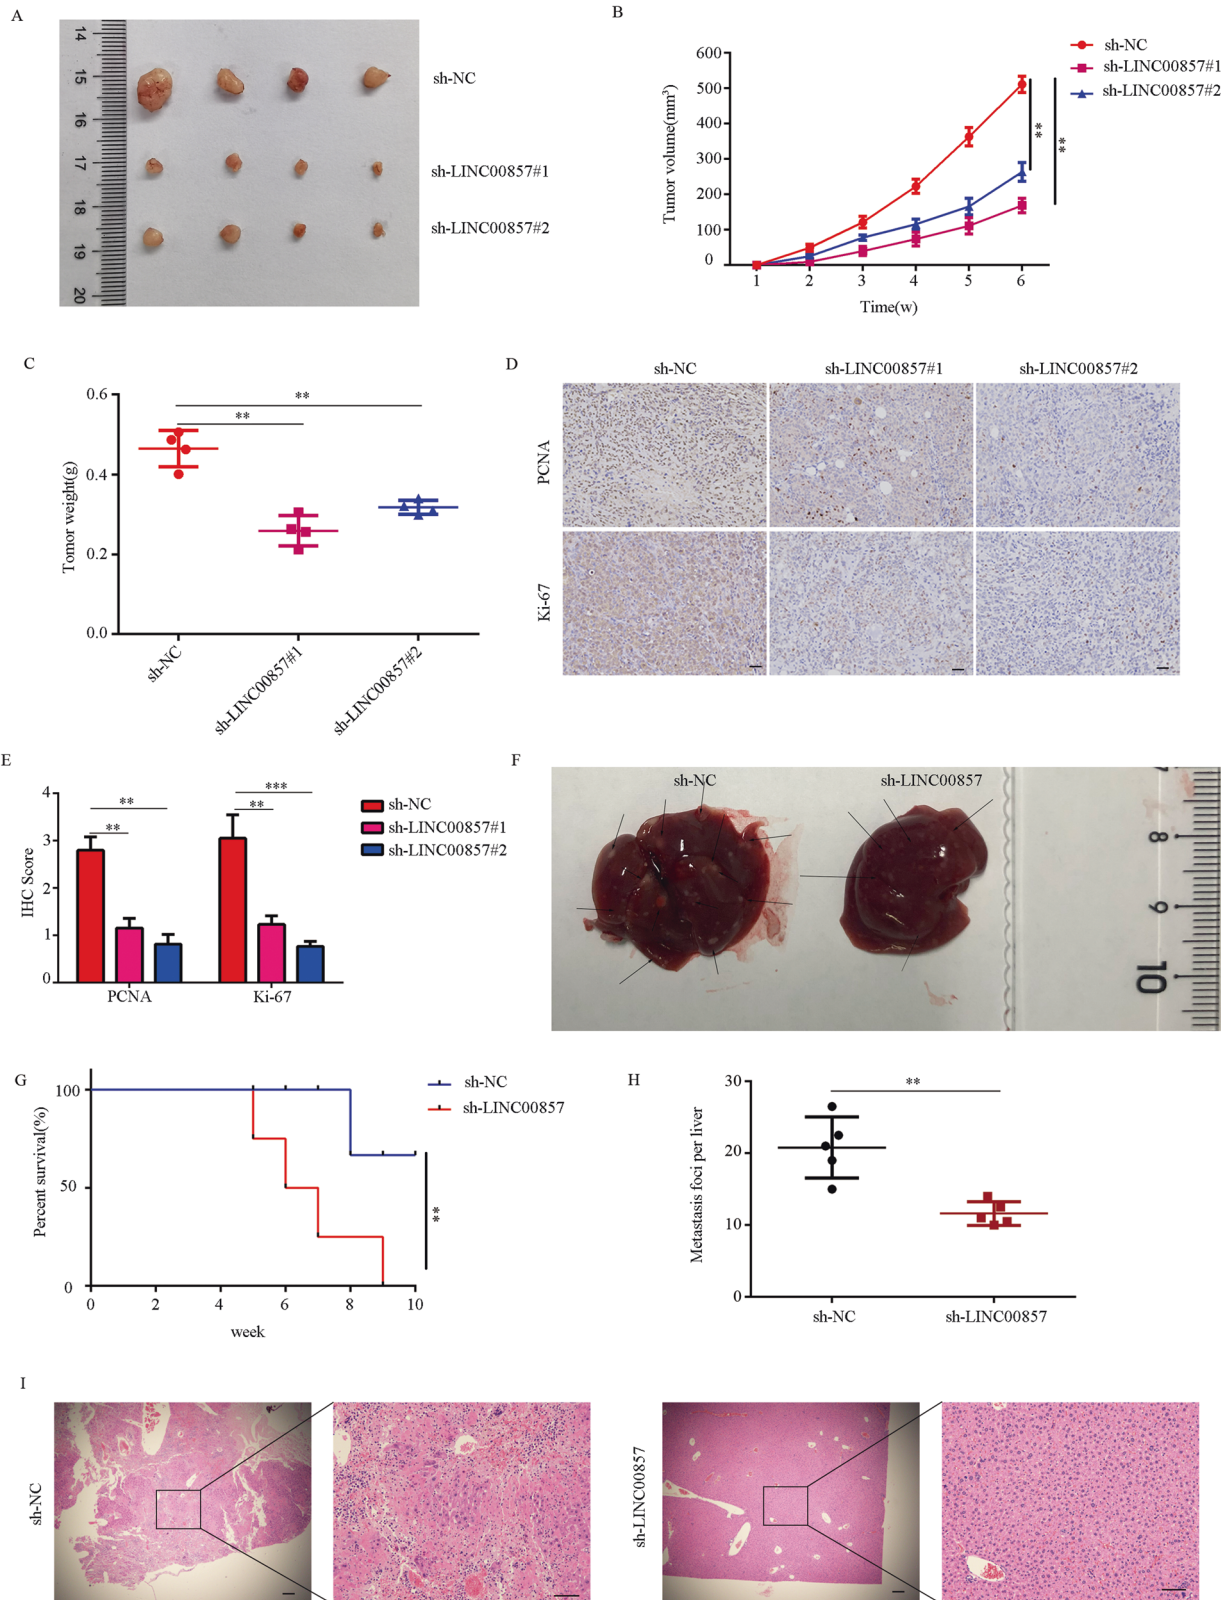 A
14
15
16
17
18
19
20
sh-NC
sh-LINC00857#1
sh-LINC00857#2
B
Tumor volume(mm³)
600
500
400
300
200
100
0
1 2 3 4 5 6
Time(w)
sh-NC
sh-LINC00857#1
sh-LINC00857#2
**
**
C
Tomor weight(g)
0.6
0.4
0.2
0.0
**
**
sh-NC
sh-LINC00857#1
sh-LINC00857#2
D
sh-NC sh-LINC00857#1 sh-LINC00857#2
PCNA
Ki-67
E
IHC Score
4
3
2
1
0
**
**
***
**
PCNA Ki-67
sh-NC
sh-LINC00857#1
sh-LINC00857#2
F
sh-NC sh-LINC00857
8
9
10
G
Percent survival(%)
100
50
0
0 2 4 6 8 10
week
sh-NC
sh-LINC00857
**
H
Metastasis foci per liver
30
20
10
0
**
sh-NC sh-LINC00857
I
sh-NC
sh-LINC00857